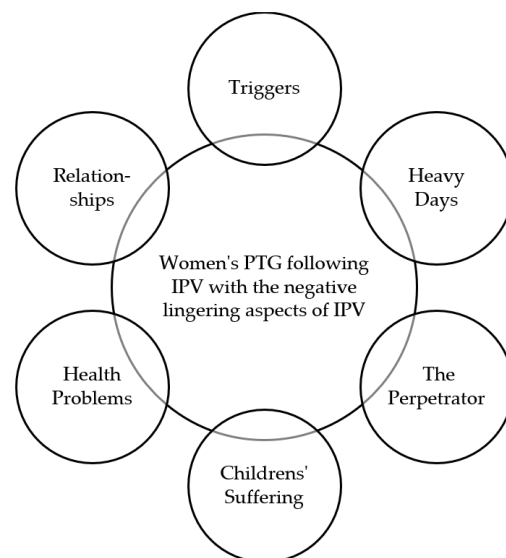 Triggers
Relation-
ships
Heavy
Days
Women's PTG following
IPV with the negative
lingering aspects of IPV
Health
Problems
The
Perpetrator
Childrens'
Suffering